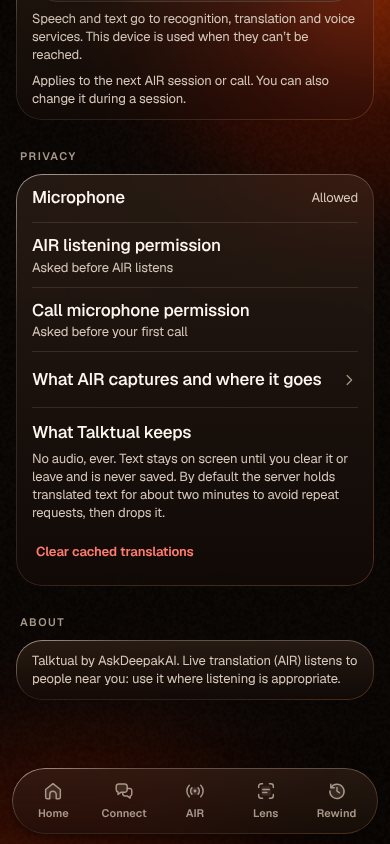 Speech and text go to recognition, translation and voice
services. This device is used when they can't be
reached.
Applies to the next AIR session or call. You can also
change it during a session.
PRIVACY
Microphone
Allowed
AIR listening permission
Asked before AIR listens
Call microphone permission
Asked before your first call
What AIR captures and where it goes
What Talktual keeps
No audio, ever. Text stays on screen until you clear it or
leave and is never saved. By default the server holds
translated text for about two minutes to avoid repeat
requests, then drops it.
Clear cached translations
ABOUT
Talktual by AskDeepakAI. Live translation (AIR) listens to
people near you: use it where listening is appropriate.
Home
Connect
AIR
Lens
Rewind